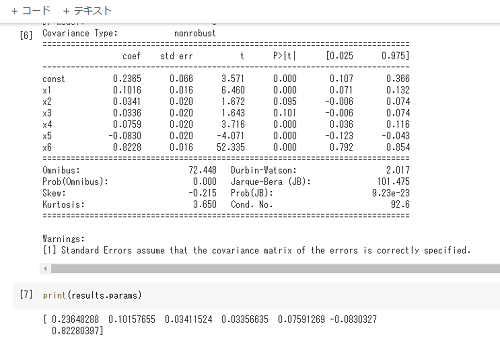 + コード + テキスト
[6] Covariance Type: nonrobust
coef std err t P>|t| [0.025 0.975]
const 0.2365 0.066 3.571 0.000 0.107 0.366
x1 0.1016 0.016 6.460 0.000 0.071 0.132
x2 0.0341 0.020 1.672 0.095 -0.006 0.074
x3 0.0336 0.020 1.643 0.101 -0.006 0.074
x4 0.0759 0.020 3.716 0.000 0.036 0.116
x5 -0.0830 0.020 -4.071 0.000 -0.123 -0.043
x6 0.8228 0.016 52.335 0.000 0.792 0.854
Omnibus: 72.448 Durbin-Watson: 2.017
Prob(Omnibus): 0.000 Jarque-Bera (JB): 101.475
Skew: -0.215 Prob(JB): 9.23e-23
Kurtosis: 3.650 Cond. No. 92.6
Warnings:
[1] Standard Errors assume that the covariance matrix of the errors is correctly specified.
[7] print(results.params)
[ 0.23648288 0.10157655 0.03411524 0.03356635 0.07591269 -0.0830327
0.82280397]